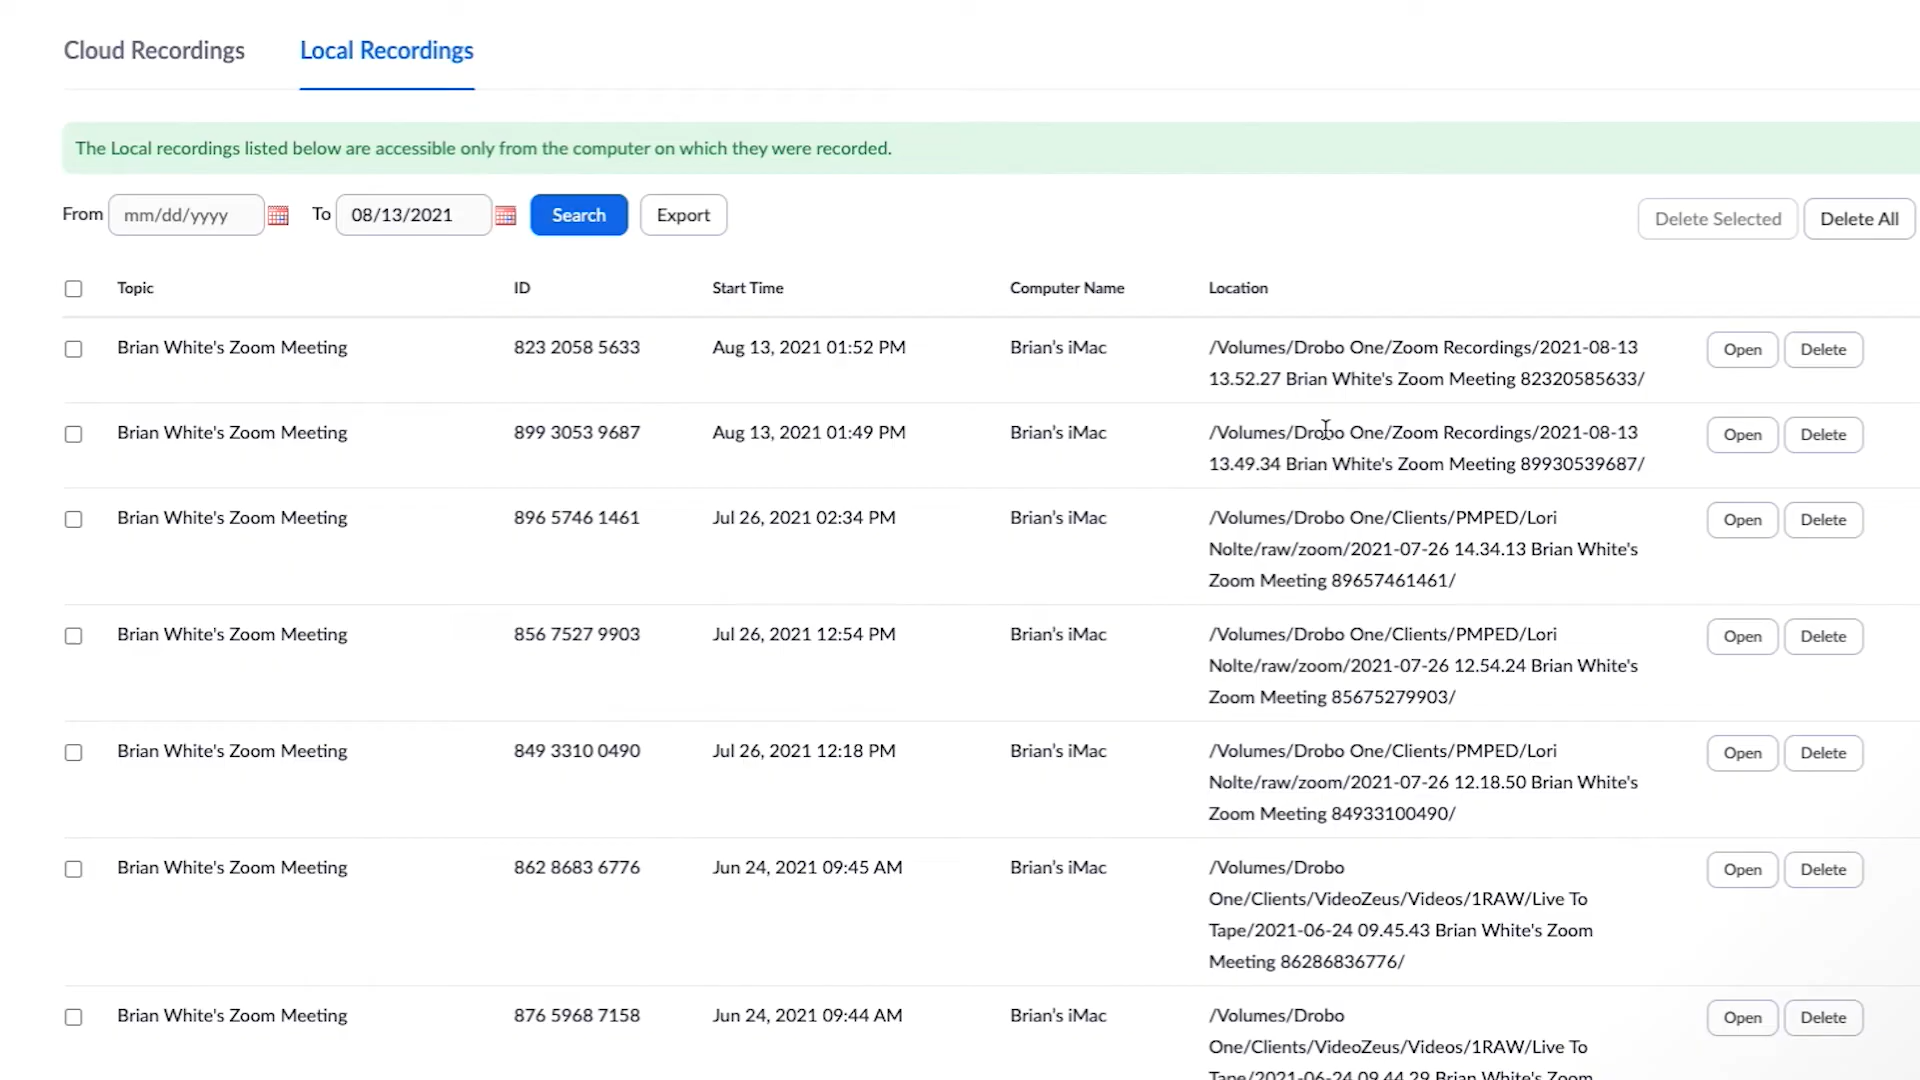 Cloud Recordings Local Recordings
The Local recordings listed below are accessible only from the computer on which they were recorded.
From mm/dd/yyyy To 08/13/2021 Search Export Delete Selected Delete All
Topic ID Start Time Computer Name Location
Brian White's Zoom Meeting 823 2058 5633 Aug 13, 2021 01:52 PM Brian's iMac /Volumes/Drobo One/Zoom Recordings/2021-08-13 Open Delete
13.52.27 Brian White's Zoom Meeting 82320585633/
Brian White's Zoom Meeting 899 3053 9687 Aug 13, 2021 01:49 PM Brian's iMac /Volumes/Drobo One/Zoom Recordings/2021-08-13 Open Delete
13.49.34 Brian White's Zoom Meeting 89930539687/
Brian White's Zoom Meeting 896 5746 1461 Jul 26, 2021 02:34 PM Brian's iMac /Volumes/Drobo One/Clients/PMPED/Lori Open Delete
Nolte/raw/zoom/2021-07-26 14.34.13 Brian White's
Zoom Meeting 89657461461/
Brian White's Zoom Meeting 856 7527 9903 Jul 26, 2021 12:54 PM Brian's iMac /Volumes/Drobo One/Clients/PMPED/Lori Open Delete
Nolte/raw/zoom/2021-07-26 12.54.24 Brian White's
Zoom Meeting 85675279903/
Brian White's Zoom Meeting 849 3310 0490 Jul 26, 2021 12:18 PM Brian's iMac /Volumes/Drobo One/Clients/PMPED/Lori Open Delete
Nolte/raw/zoom/2021-07-26 12.18.50 Brian White's
Zoom Meeting 84933100490/
Brian White's Zoom Meeting 862 8683 6776 Jun 24, 2021 09:45 AM Brian's iMac /Volumes/Drobo Open Delete
One/Clients/VideoZeus/Videos/1RAW/Live To
Tape/2021-06-24 09.45.43 Brian White's Zoom
Meeting 86286836776/
Brian White's Zoom Meeting 876 5968 7158 Jun 24, 2021 09:44 AM Brian's iMac /Volumes/Drobo Open Delete
One/Clients/VideoZeus/Videos/1RAW/Live To
Tape/2021-06-24 09.44.29 Brian White's Zoom